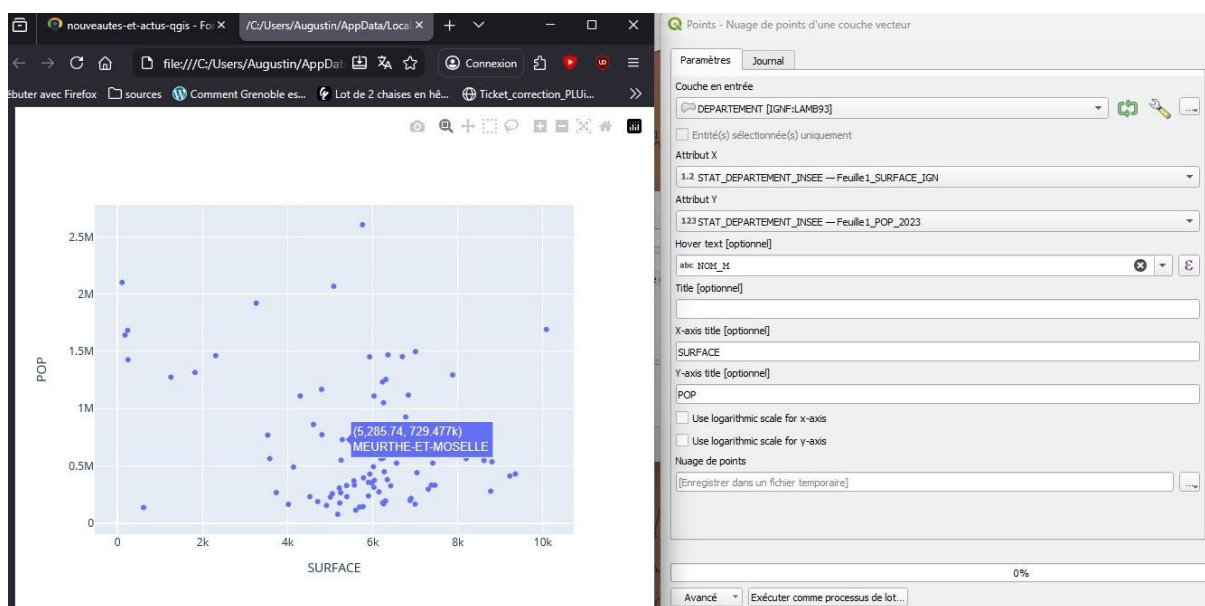 nouveautes-et-actus-qgis - For
/C:/Users/Augustin/AppData/Local
file:///C:/Users/Augustin/AppDat
Connexion
ébuter avec Firefox
sources
Comment Grenoble es...
Lot de 2 chaises en hê...
Ticket_correction_PLUi...
2.5M
2M
1.5M
1M
0.5M
0
POP
(5,285.74, 729.477k)
MEURTHE-ET-MOSELLE
0
2k
4k
6k
8k
10k
SURFACE
Points - Nuage de points d'une couche vecteur
Paramètres
Journal
Couche en entrée
DEPARTEMENT [IGNF:LAMB93]
Entité(s) sélectionnée(s) uniquement
Attribut X
1.2 STAT_DEPARTEMENT_INSEE — Feuille1_SURFACE_IGN
Attribut Y
123 STAT_DEPARTEMENT_INSEE — Feuille1_POP_2023
Hover text [optionnel]
abc NOM_M
ε
Title [optionnel]
X-axis title [optionnel]
SURFACE
Y-axis title [optionnel]
POP
Use logarithmic scale for x-axis
Use logarithmic scale for y-axis
Nuage de points
[Enregistrer dans un fichier temporaire]
0%
Avancé
Exécuter comme processus de lot...